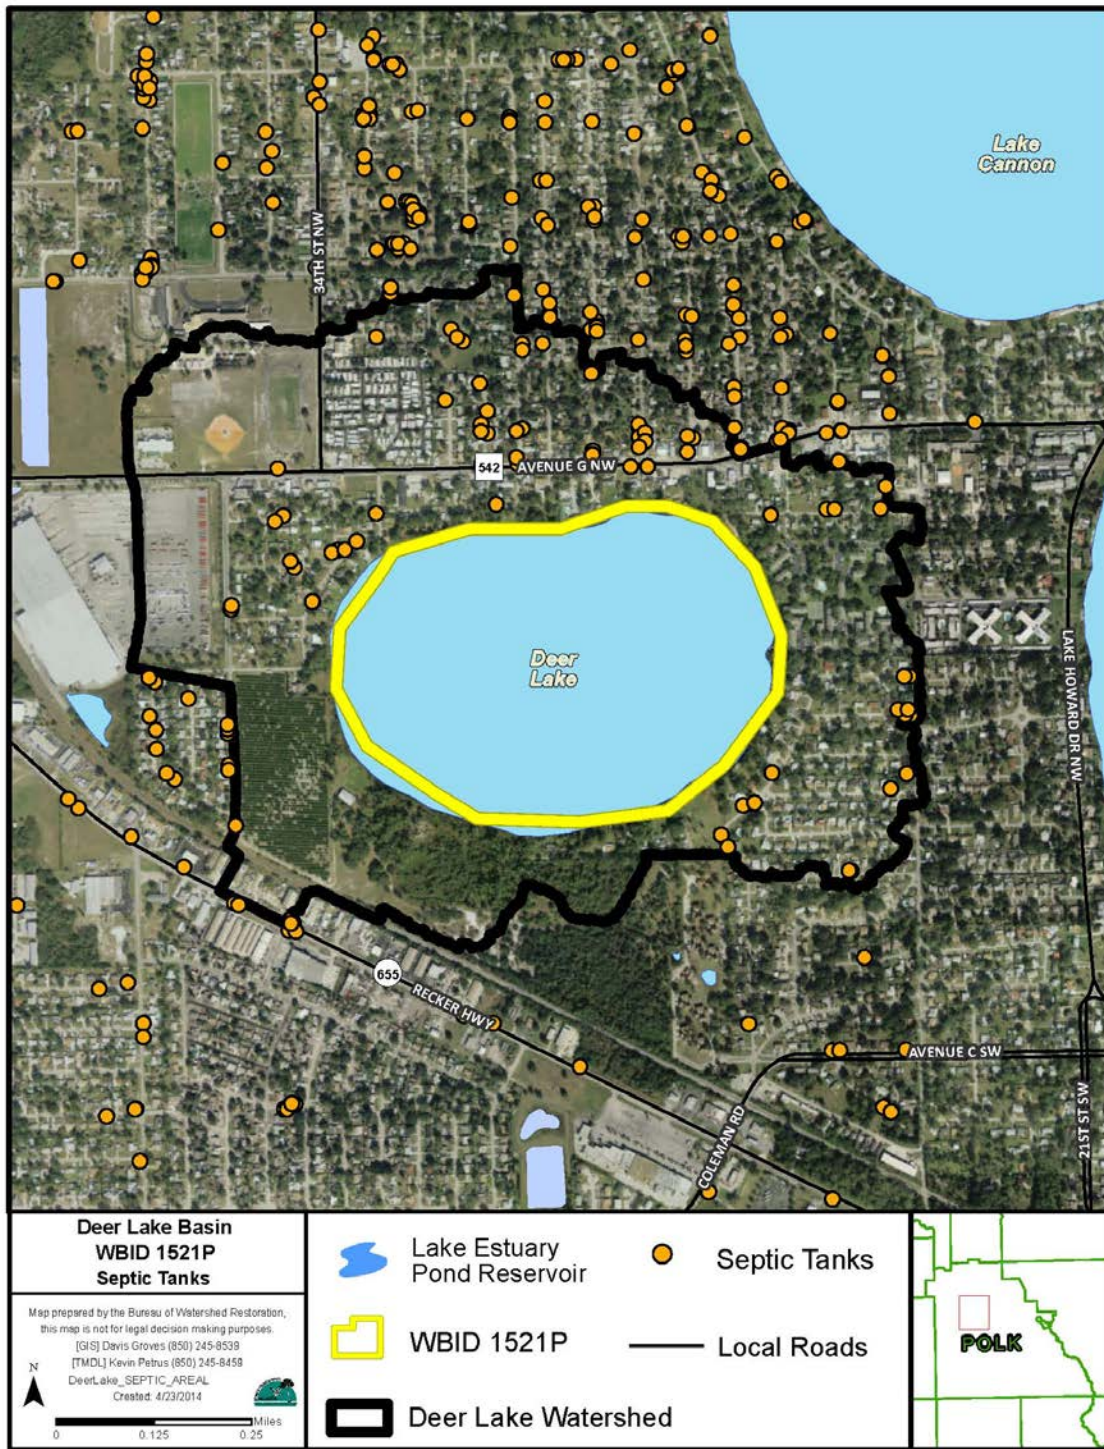 Lake
Cannon
34TH ST NW
542
AVENUE G NW
Deer
Lake
LAKE HOWARD DR NW
655
RECKER HWY
AVENUE C SW
COLEMAN RD
21ST ST SW
Deer Lake Basin
WBID 1521P
Septic Tanks
Map prepared by the Bureau of Watershed Restoration,
this map is not for legal decision making purposes.
[GIS] Davis Groves (850) 245-8539
[TMDL] Kevin Petrus (850) 245-8459
DeerLake_SEPTIC_AREAL
Created: 4/23/2014
N
Miles
0 0.125 0.25
Lake Estuary
Pond Reservoir
Septic Tanks
WBID 1521P
Local Roads
Deer Lake Watershed
POLK